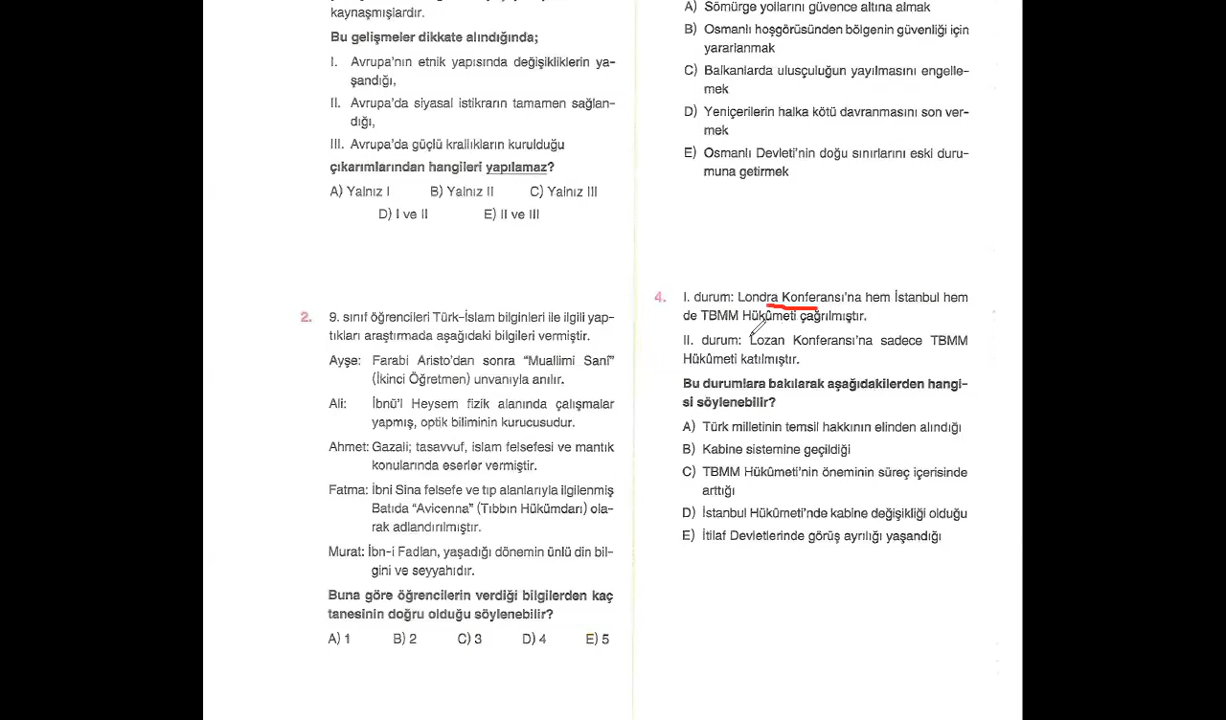 kaynaşmışlardır.
Bu gelişmeler dikkate alındığında;
I. Avrupa'nın etnik yapısında değişikliklerin ya-
şandığı,
II. Avrupa'da siyasal istikrarın tamamen sağlan-
dığı,
III. Avrupa'da güçlü krallıkların kurulduğu
çıkarımlarından hangileri yapılamaz?
A) Yalnız I B) Yalnız II C) Yalnız III
D) I ve II E) II ve III
2. 9. sınıf öğrencileri Türk-İslam bilginleri ile ilgili yap-
tıkları araştırmada aşağıdaki bilgileri vermiştir.
Ayşe: Farabi Aristo'dan sonra “Muallimi Sani”
(İkinci Öğretmen) unvanıyla anılır.
Ali: İbnü'l Heysem fizik alanında çalışmalar
yapmış, optik biliminin kurucusudur.
Ahmet: Gazali; tasavvuf, islam felsefesi ve mantık
konularında eserler vermiştir.
Fatma: İbni Sina felsefe ve tıp alanlarıyla ilgilenmiş
Batıda “Avicenna” (Tıbbın Hükümdarı) ola-
rak adlandırılmıştır.
Murat: İbn-i Fadlan, yaşadığı dönemin ünlü din bil-
gini ve seyyahıdır.
Buna göre öğrencilerin verdiği bilgilerden kaç
tanesinin doğru olduğu söylenebilir?
A) 1 B) 2 C) 3 D) 4 E) 5
A) Sömürge yollarını güvence altına almak
B) Osmanlı hoşgörüsünden bölgenin güvenliği için
yararlanmak
C) Balkanlarda ulusçuluğun yayılmasını engelle-
mek
D) Yeniçerilerin halka kötü davranmasını son ver-
mek
E) Osmanlı Devleti'nin doğu sınırlarını eski duru-
muna getirmek
4. I. durum: Londra Konferansı'na hem İstanbul hem
de TBMM Hükûmeti çağrılmıştır.
II. durum: Lozan Konferansı'na sadece TBMM
Hükûmeti katılmıştır.
Bu durumlara bakılarak aşağıdakilerden hangi-
si söylenebilir?
A) Türk milletinin temsil hakkının elinden alındığı
B) Kabine sistemine geçildiği
C) TBMM Hükûmeti'nin öneminin süreç içerisinde
arttığı
D) İstanbul Hükûmeti'nde kabine değişikliği olduğu
E) İtilaf Devletlerinde görüş ayrılığı yaşandığı